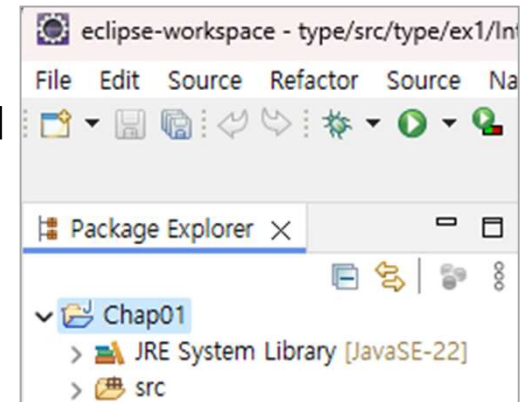 eclipse-workspace - type/src/type/ex1/Int
File Edit Source Refactor Source Na
Package Explorer
Chap01
JRE System Library [JavaSE-22]
src